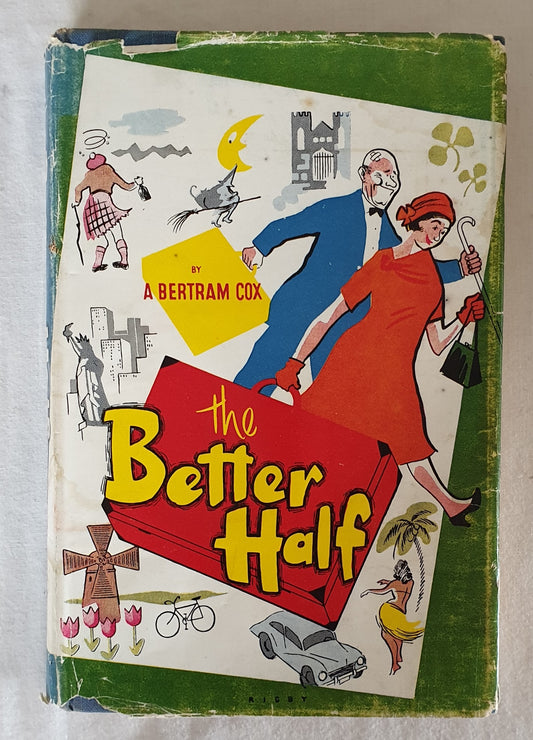 BY
A BERTRAM COX
the
Better
Half
RIGBY